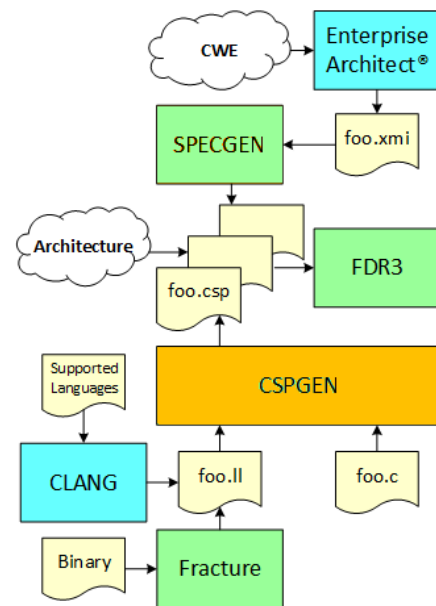 CWE
Enterprise
Architect®
foo.xmi
SPECGEN
Architecture
foo.csp
FDR3
Supported
Languages
CSPGEN
CLANG
foo.ll
foo.c
Binary
Fracture